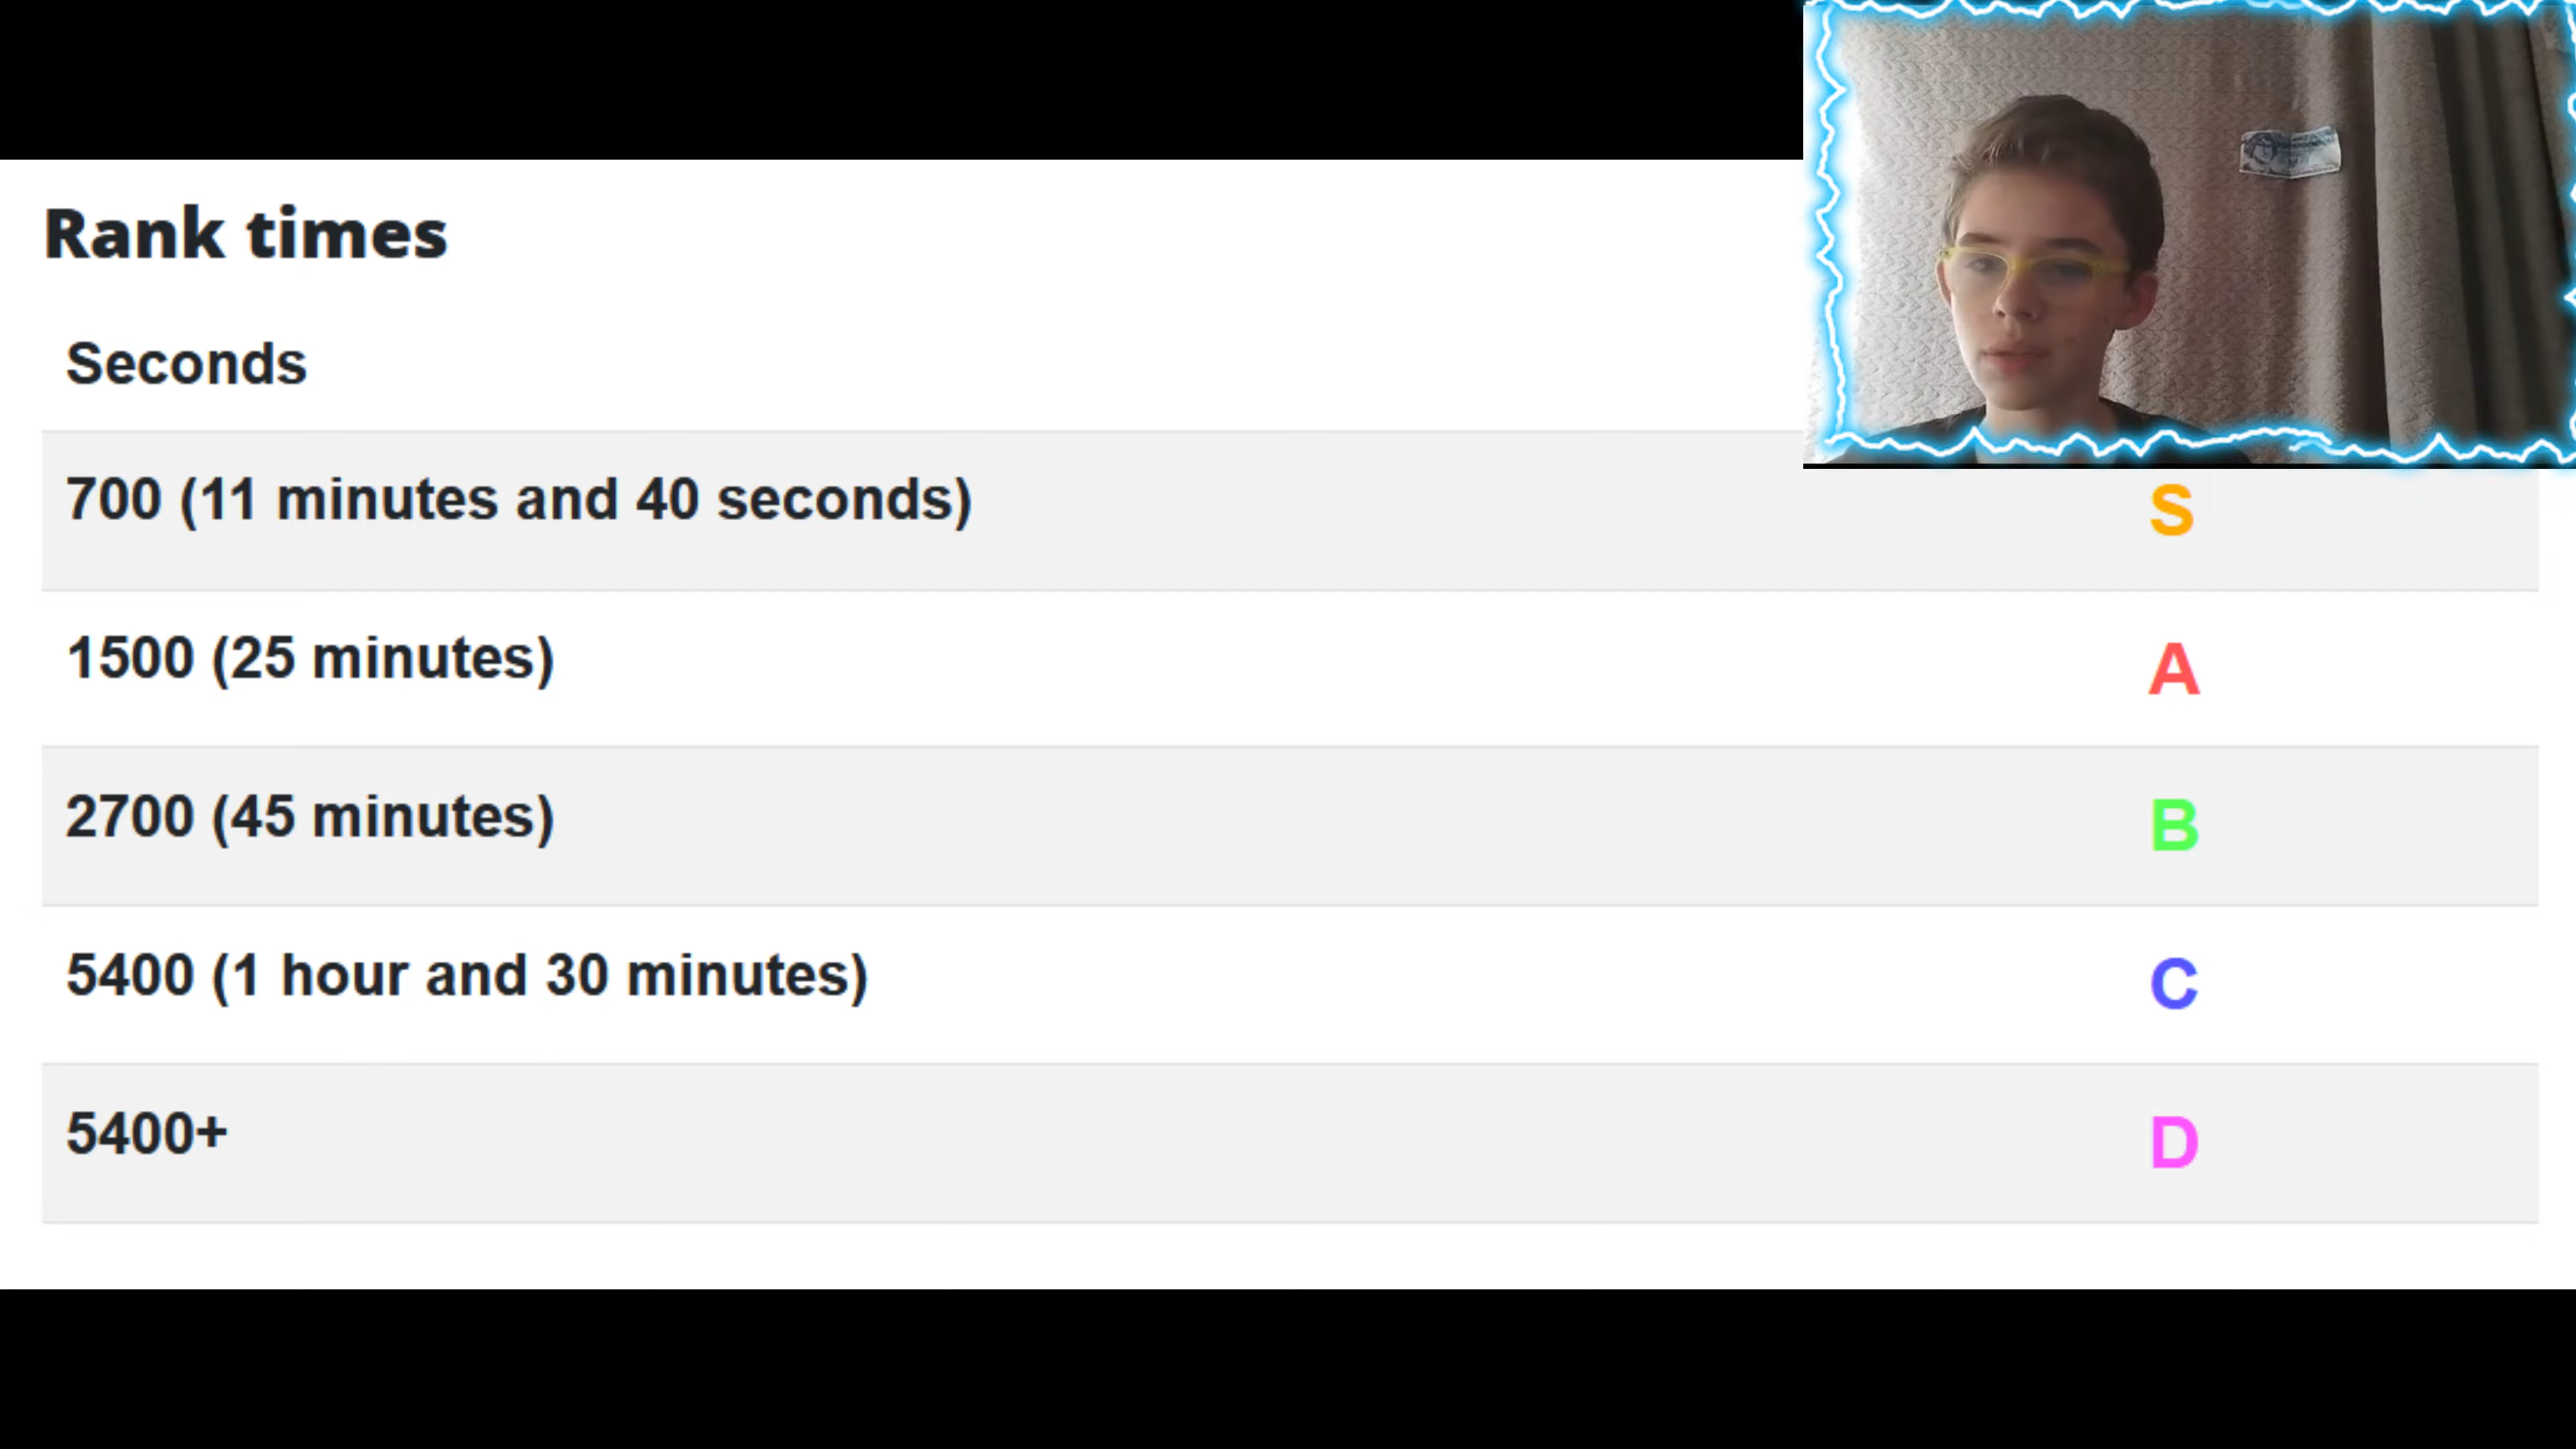 Rank times
Seconds
700 (11 minutes and 40 seconds) S
1500 (25 minutes) A
2700 (45 minutes) B
5400 (1 hour and 30 minutes) C
5400+ D